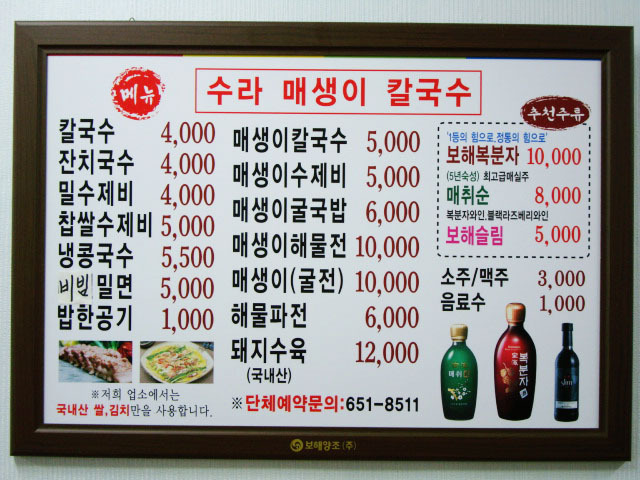 메뉴
수라 매생이 칼국수
칼국수 4,000
잔치국수 4,000
밀수제비 4,000
찹쌀수제비 5,000
냉콩국수 5,500
비빔밀면 5,000
밥한공기 1,000
※저희 업소에서는
국내산 쌀,김치만을 사용합니다.
매생이칼국수 5,000
매생이수제비 5,000
매생이굴국밥 6,000
매생이해물전 10,000
매생이(굴전) 10,000
해물파전 6,000
돼지수육 12,000
(국내산)
※단체예약문의:651-8511
추천주류
'1등의 힘으로,정통의 힘으로'
보해복분자 10,000
(5년숙성) 최고급매실주
매취순 8,000
복분자와인,블랙라즈베리와인
보해슬림 5,000
소주/맥주 3,000
음료수 1,000
매취
복분자
보해양조(주)